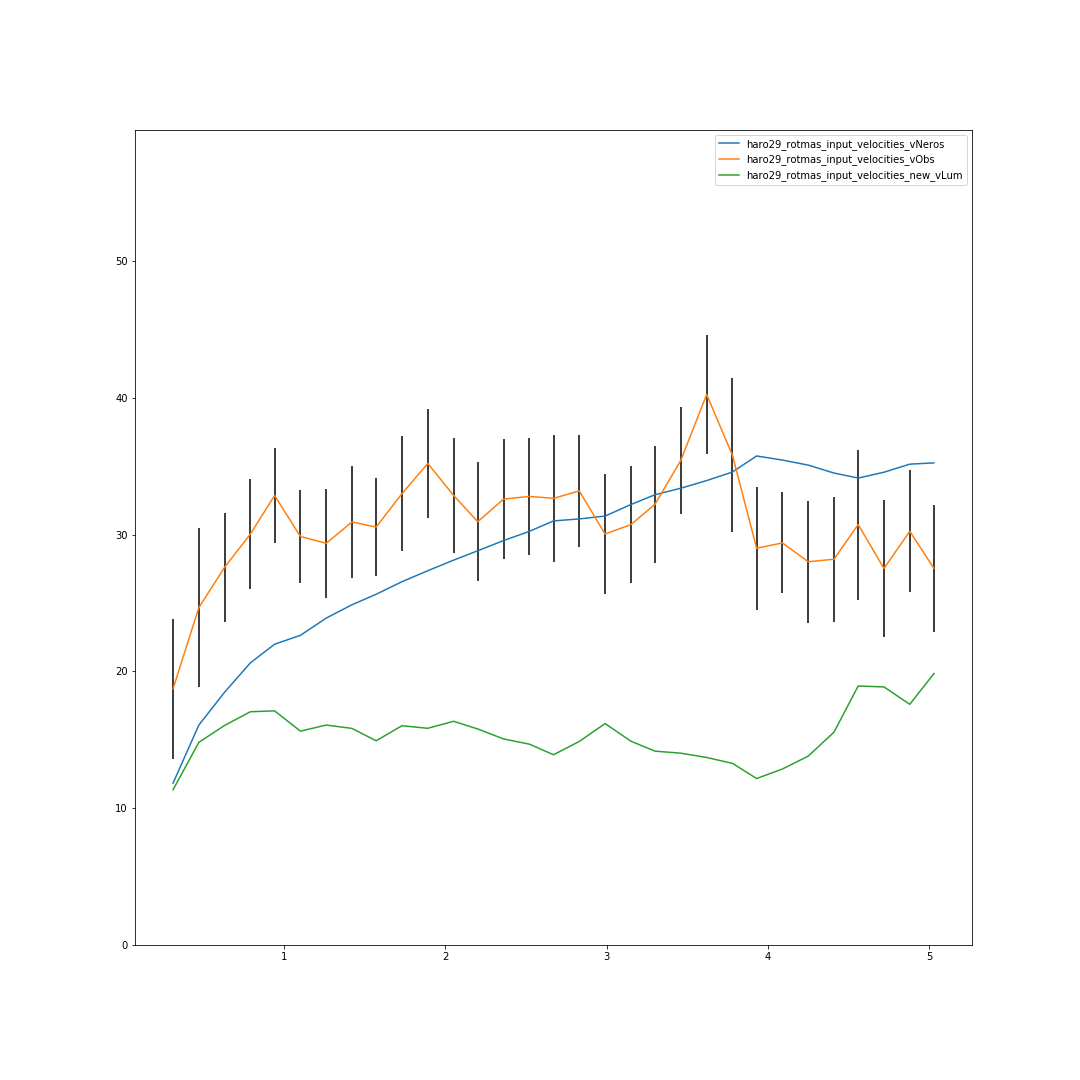 haro29_rotmas_input_velocities_vNeros
haro29_rotmas_input_velocities_vObs
haro29_rotmas_input_velocities_new_vLum
50
40
30
20
10
0
1 2 3 4 5